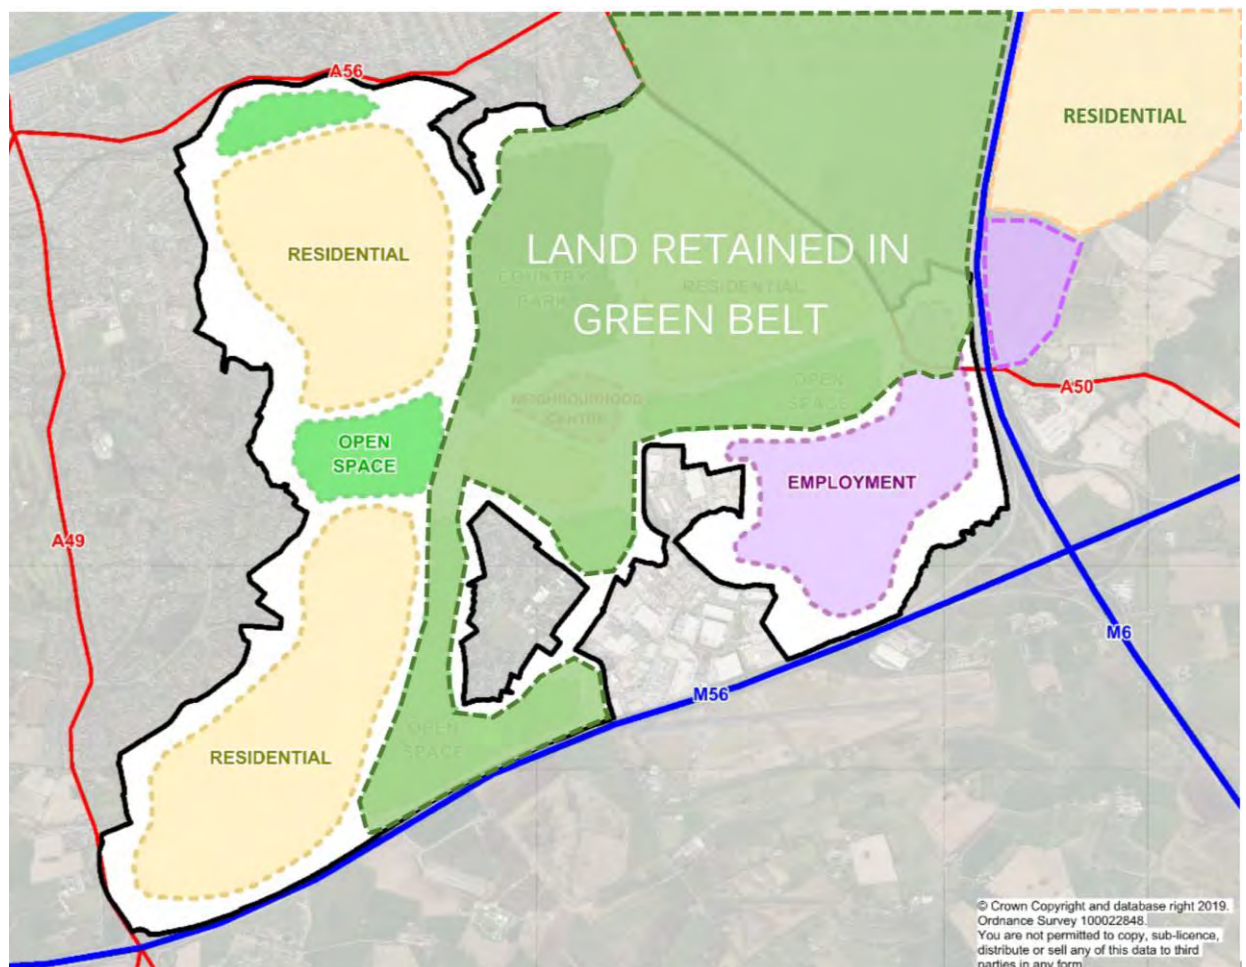 A56
RESIDENTIAL
RESIDENTIAL
LAND RETAINED IN
COUNTRY
PARK
RESIDENTIAL
GREEN BELT
OPEN
SPACE
A50
NEIGHBOURHOOD
CENTRE
OPEN
SPACE
EMPLOYMENT
A49
M6
M56
OPEN
SPACE
RESIDENTIAL
© Crown Copyright and database right 2019.
Ordnance Survey 100022848.
You are not permitted to copy, sub-licence,
distribute or sell any of this data to third
parties in any form